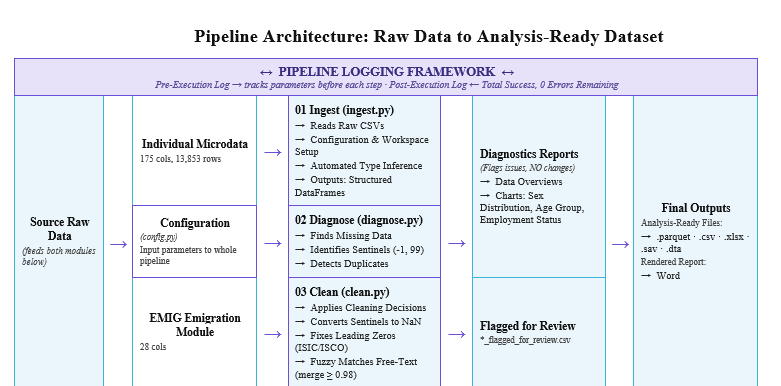 Pipeline Architecture: Raw Data to Analysis-Ready Dataset
↔ PIPELINE LOGGING FRAMEWORK ↔
Pre-Execution Log → tracks parameters before each step · Post-Execution Log ← Total Success, 0 Errors Remaining
Source Raw
Data
(feeds both modules
below)
→
Individual Microdata
175 cols, 13,853 rows
→
Configuration
(config.py)
Input parameters to whole
pipeline
→
EMIG Emigration
Module
28 cols
→
01 Ingest (ingest.py)
→ Reads Raw CSVs
→ Configuration & Workspace
Setup
→ Automated Type Inference
→ Outputs: Structured
DataFrames
02 Diagnose (diagnose.py)
→ Finds Missing Data
→ Identifies Sentinels (-1, 99)
→ Detects Duplicates
→
03 Clean (clean.py)
→ Applies Cleaning Decisions
→ Converts Sentinels to NaN
→ Fixes Leading Zeros
(ISIC/ISCO)
→ Fuzzy Matches Free-Text
(merge ≥ 0.98)
→
Diagnostics Reports
(Flags issues, NO changes)
→ Data Overviews
→ Charts: Sex
Distribution, Age Group,
Employment Status
Flagged for Review
*_flagged_for_review.csv
→
Final Outputs
Analysis-Ready Files:
→ .parquet · .csv · .xlsx ·
.sav · .dta
Rendered Report:
→ Word